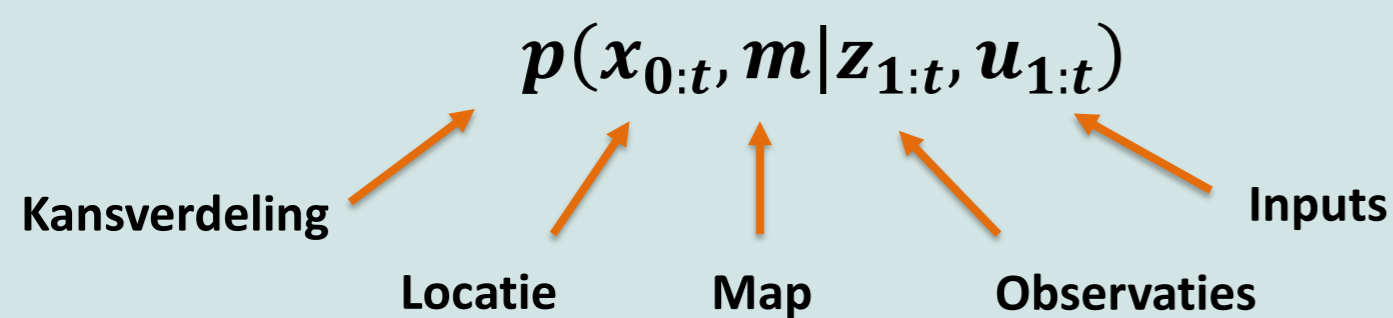 p(x₀:t, m|z₁:t, u₁:t)
Kansverdeling
Inputs
Locatie
Map
Observaties